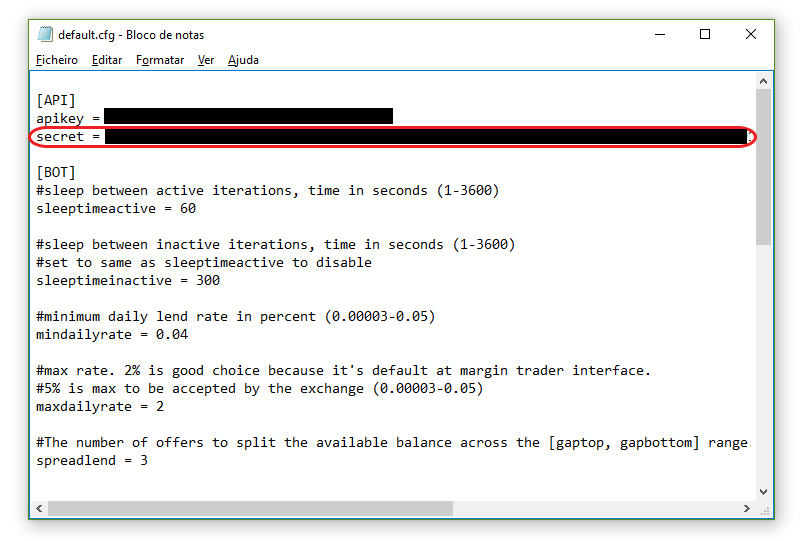 default.cfg - Bloco de notas
Ficheiro Editar Formatar Ver Ajuda
[API]
apikey =
secret =
[BOT]
#sleep between active iterations, time in seconds (1-3600)
sleeptimeactive = 60
#sleep between inactive iterations, time in seconds (1-3600)
#set to same as sleeptimeactive to disable
sleeptimeinactive = 300
#minimum daily lend rate in percent (0.00003-0.05)
mindailyrate = 0.04
#max rate. 2% is good choice because it's default at margin trader interface.
#5% is max to be accepted by the exchange (0.00003-0.05)
maxdailyrate = 2
#The number of offers to split the available balance across the [gaptop, gapbottom] range
spreadlend = 3